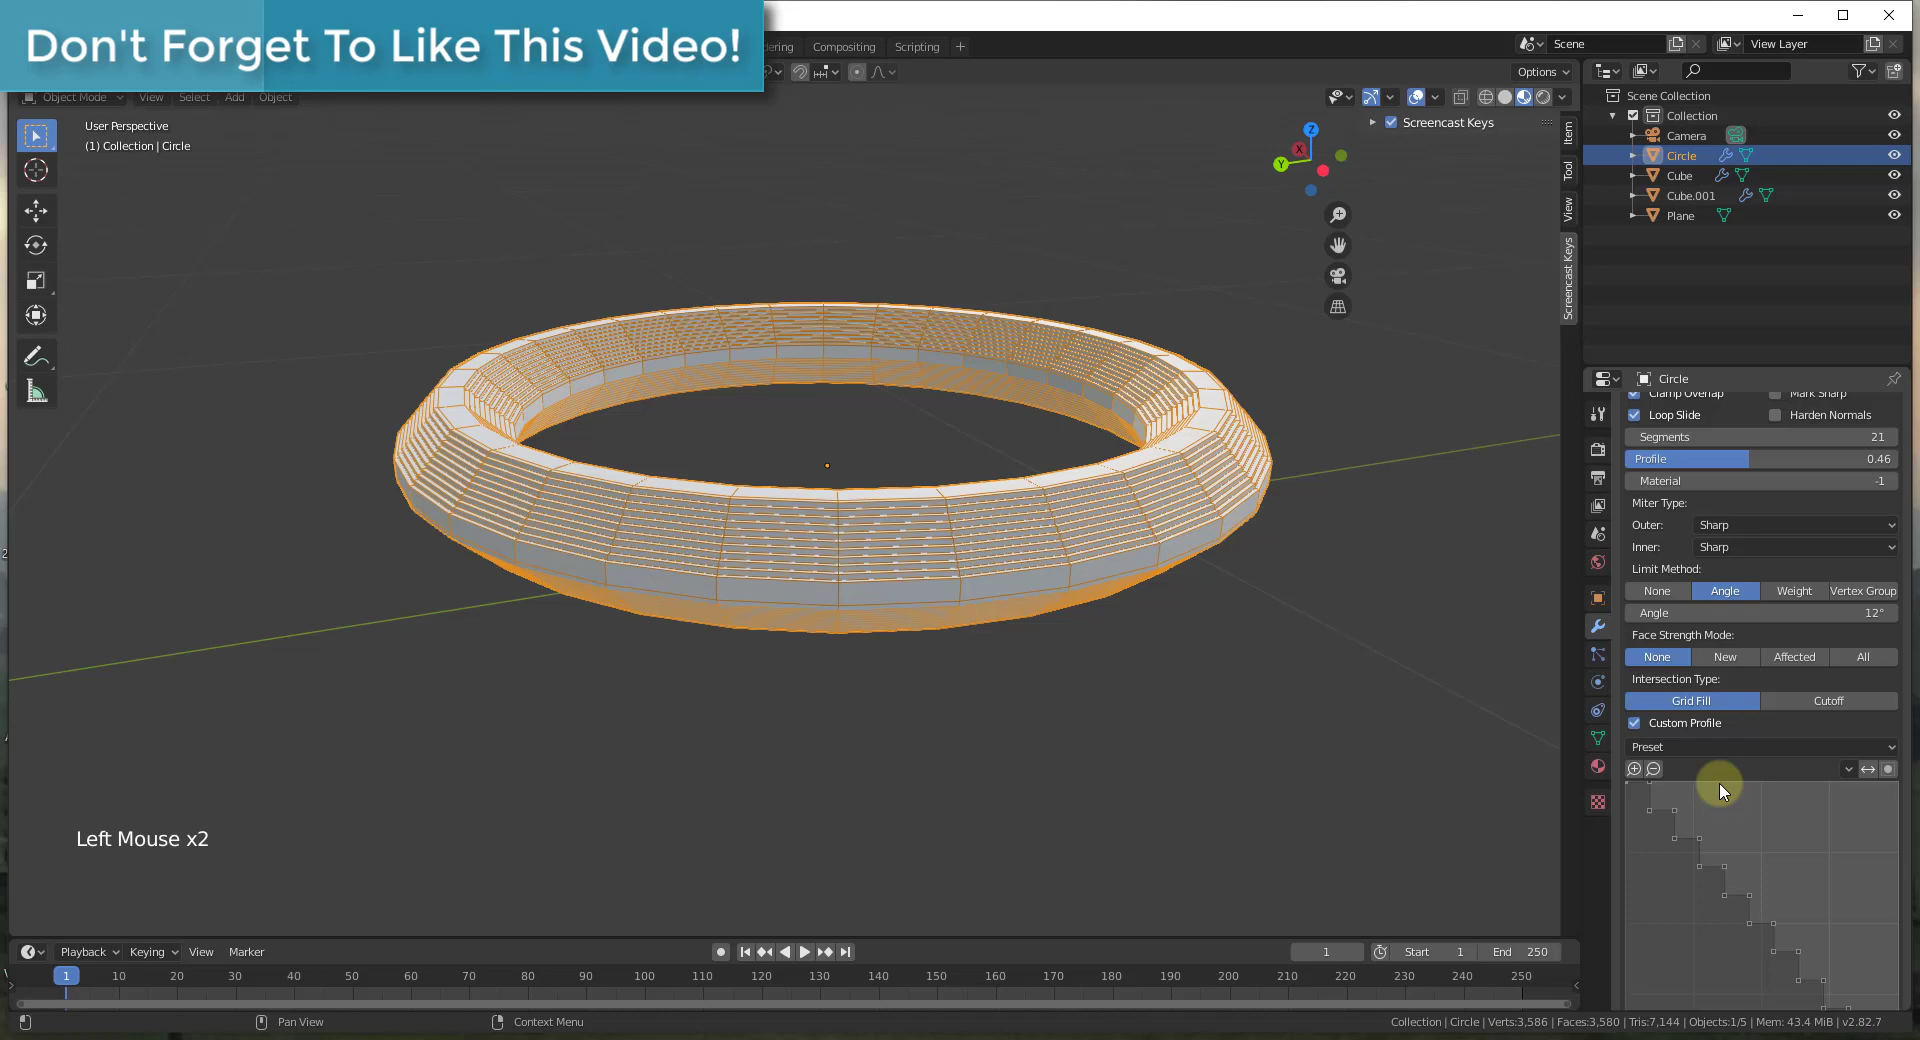 Don't Forget To Like This Video!
Compositing
Scripting
Scene
View Layer
Options
Object Mode
View
Select
Add
Object
User Perspective
(1) Collection | Circle
Screencast Keys
Z
X
Y
Item
Tool
View
Screencast Keys
Scene Collection
Collection
Camera
Circle
Cube
Cube.001
Plane
Circle
Clamp Overlap
Mark Sharp
Loop Slide
Harden Normals
Segments 21
Profile 0.46
Material -1
Miter Type:
Outer: Sharp
Inner: Sharp
Limit Method:
None Angle Weight Vertex Group
Angle 12°
Face Strength Mode:
None New Affected All
Intersection Type:
Grid Fill Cutoff
Custom Profile
Preset
Left Mouse x2
Playback Keying View Marker
1 Start 1 End 250
1 10 20 30 40 50 60 70 80 90 100 110 120 130 140 150 160 170 180 190 200 210 220 230 240 250
Pan View
Context Menu
Collection | Circle | Verts:3,586 | Faces:3,580 | Tris:7,144 | Objects:1/5 | Mem: 43.4 MiB | v2.82.7